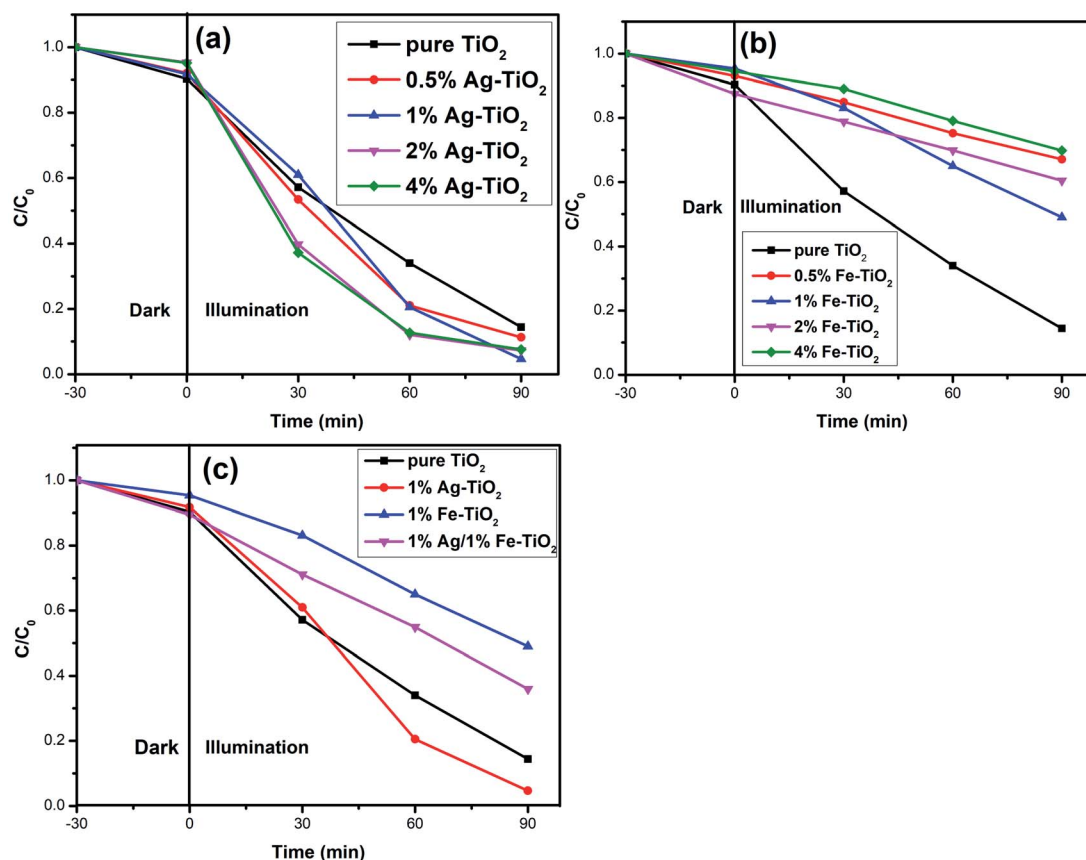 (a)
pure TiO₂
0.5% Ag-TiO₂
1% Ag-TiO₂
2% Ag-TiO₂
4% Ag-TiO₂
1.0
0.8
0.6
0.4
0.2
0.0
C/C₀
Dark
Illumination
-30
0
30
60
90
Time (min)
(b)
1.0
0.8
0.6
0.4
0.2
0.0
C/C₀
Dark
Illumination
pure TiO₂
0.5% Fe-TiO₂
1% Fe-TiO₂
2% Fe-TiO₂
4% Fe-TiO₂
-30
0
30
60
90
Time (min)
(c)
pure TiO₂
1% Ag-TiO₂
1% Fe-TiO₂
1% Ag/1% Fe-TiO₂
1.0
0.8
0.6
0.4
0.2
0.0
C/C₀
Dark
Illumination
-30
0
30
60
90
Time (min)